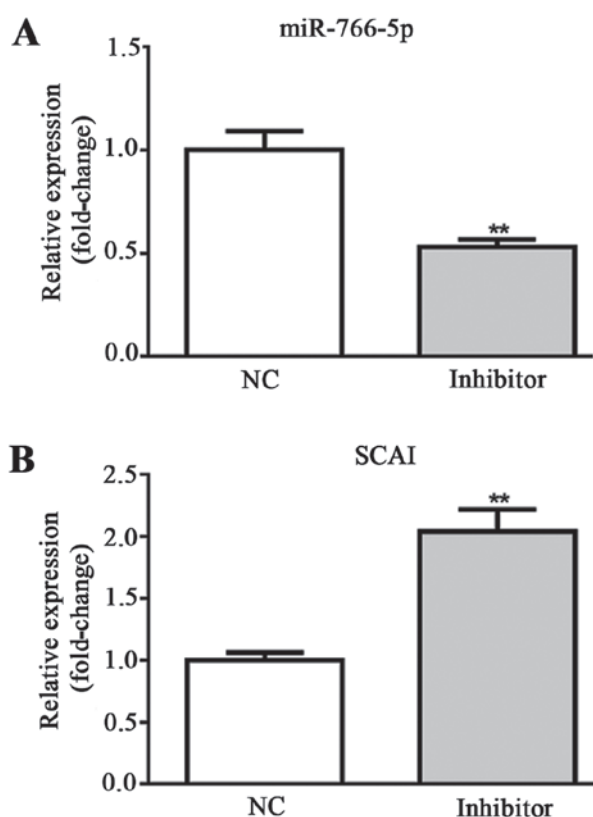 A
miR-766-5p
Relative expression
(fold-change)
1.5
1.0
0.5
0.0
**
NC
Inhibitor
B
SCAI
Relative expression
(fold-change)
2.5
2.0
1.5
1.0
0.5
0.0
**
NC
Inhibitor